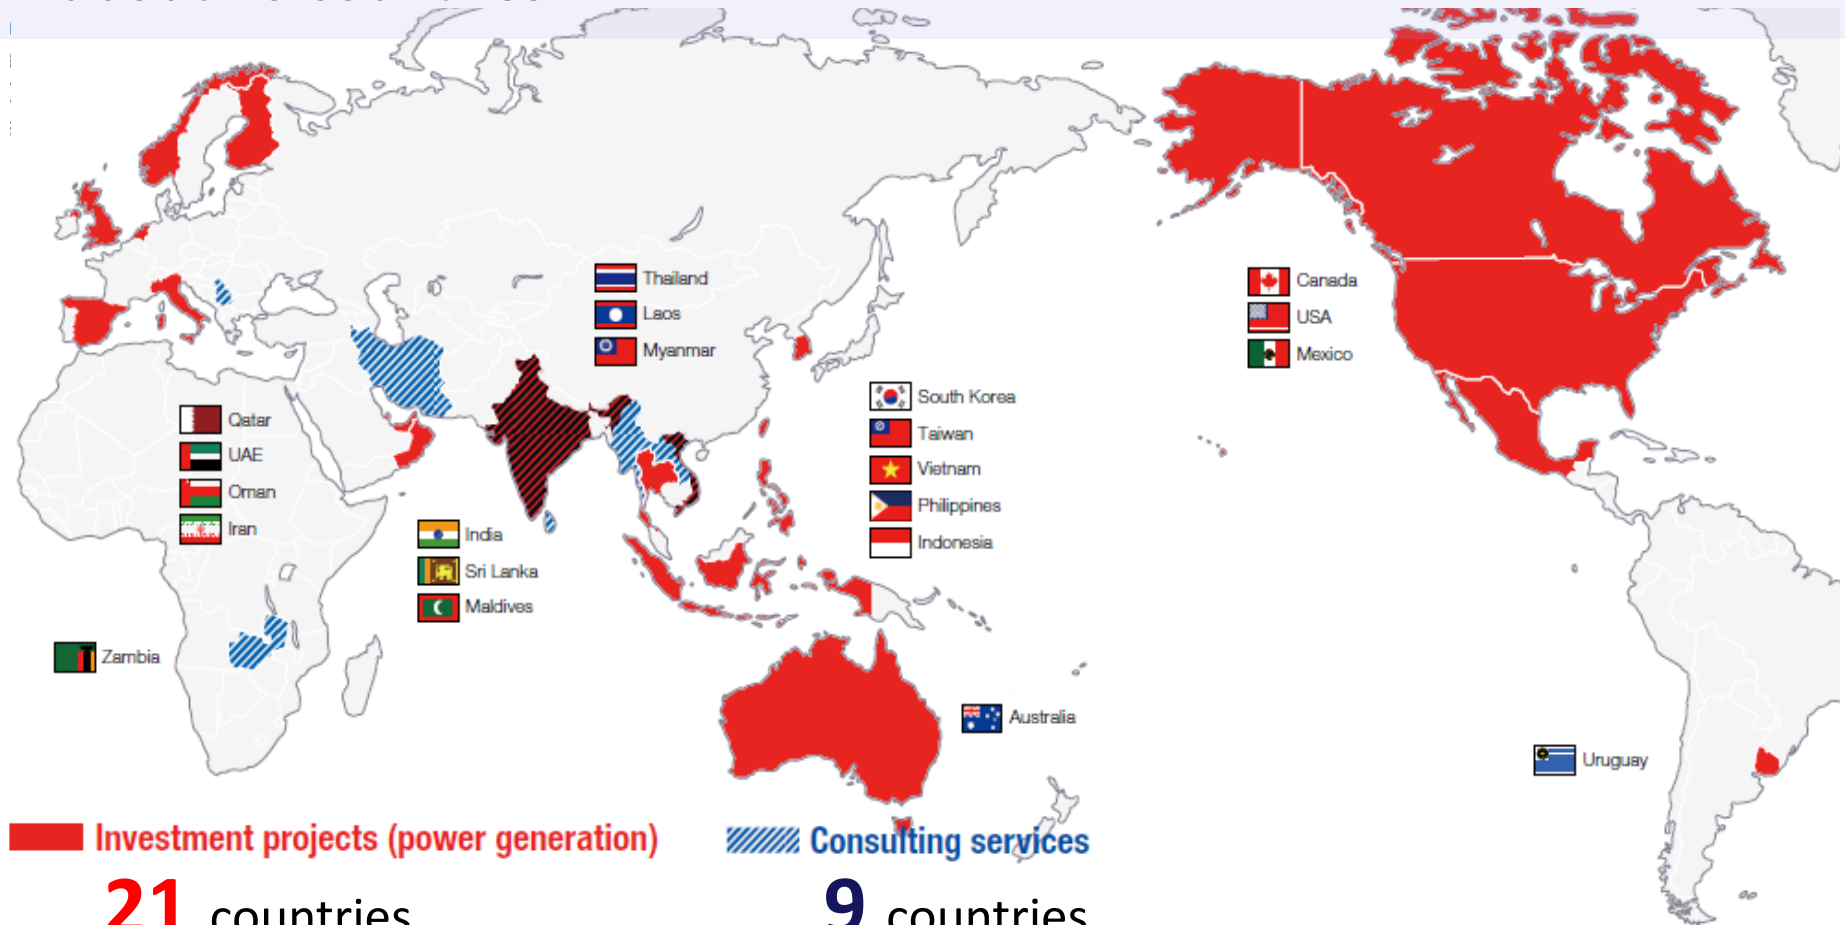 Thailand
Laos
Myanmar
Canada
USA
Mexico
South Korea
Taiwan
Vietnam
Philippines
Indonesia
Qatar
UAE
Oman
Iran
India
Sri Lanka
Maldives
Zambia
Australia
Uruguay
Investment projects (power generation)
Consulting services
21 countries
9 countries